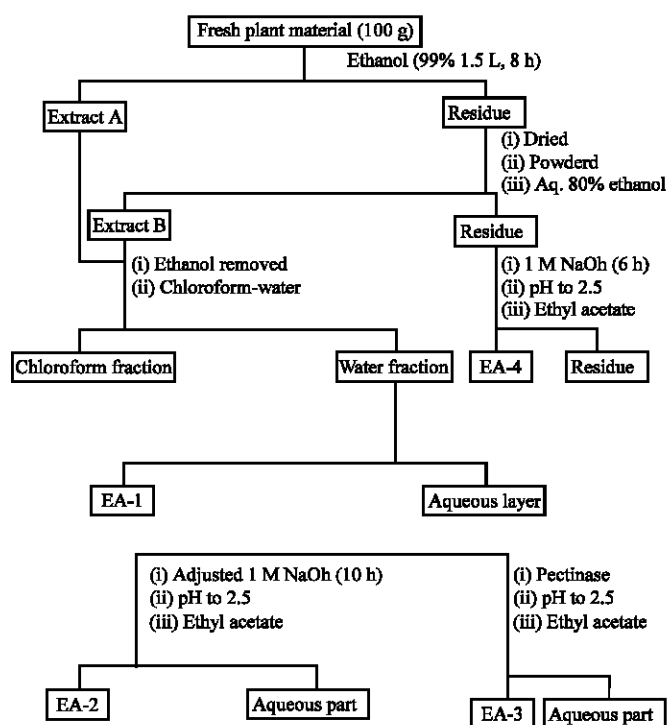 Fresh plant material (100 g)
Ethanol (99% 1.5 L, 8 h)
Extract A
Residue
(i) Dried
(ii) Powderd
(iii) Aq. 80% ethanol
Extract B
Residue
(i) Ethanol removed
(ii) Chloroform-water
(i) 1 M NaOh (6 h)
(ii) pH to 2.5
(iii) Ethyl acetate
Chloroform fraction
Water fraction
EA-4
Residue
EA-1
Aqueous layer
(i) Adjusted 1 M NaOh (10 h)
(ii) pH to 2.5
(iii) Ethyl acetate
(i) Pectinase
(ii) pH to 2.5
(iii) Ethyl acetate
EA-2
Aqueous part
EA-3
Aqueous part